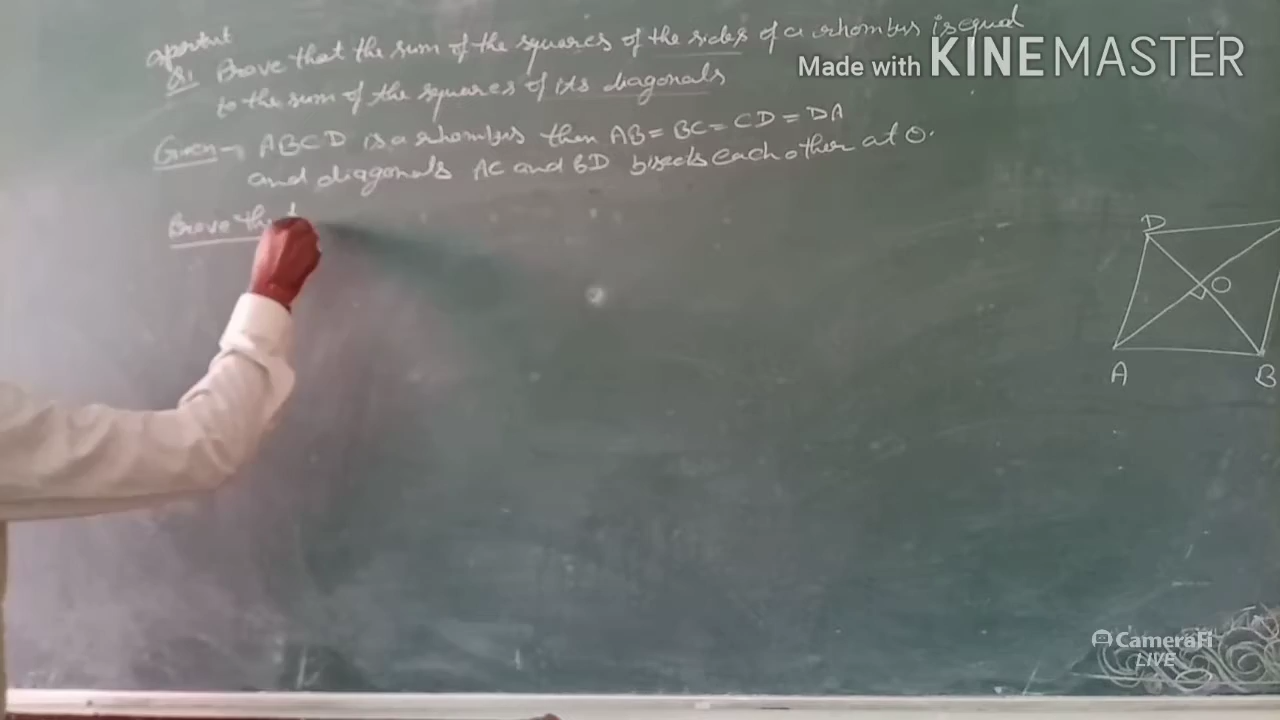 Made with KINEMASTER
Q1 Prove that the sum of the squares of the sides of a rhombus is equal
to the sum of the squares of its diagonals
Given → ABCD is a rhombus then AB = BC = CD = DA
and diagonals AC and BD bisects each other at O.
Prove that
D
O
A
B
CameraFi
LIVE